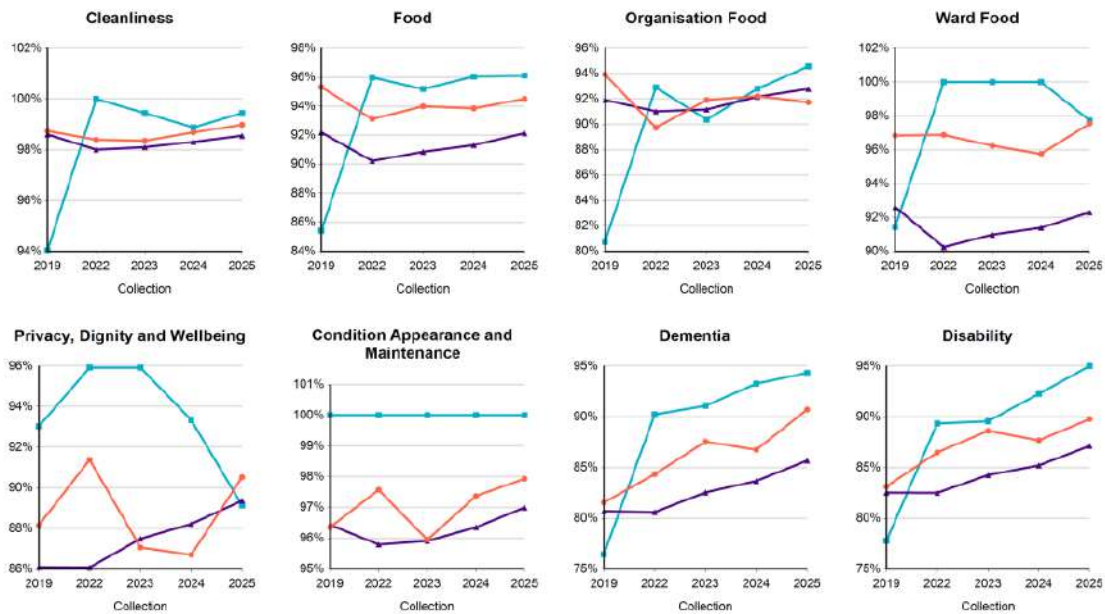 Cleanliness
102%
100%
98%
96%
94%
2019 2022 2023 2024 2025
Collection
Food
98%
96%
94%
92%
90%
88%
86%
84%
2019 2022 2023 2024 2025
Collection
Organisation Food
96%
94%
92%
90%
88%
86%
84%
82%
80%
2019 2022 2023 2024 2025
Collection
Ward Food
102%
100%
98%
96%
94%
92%
90%
2019 2022 2023 2024 2025
Collection
Privacy, Dignity and Wellbeing
96%
94%
92%
90%
88%
86%
2019 2022 2023 2024 2025
Collection
Condition Appearance and
Maintenance
101%
100%
99%
98%
97%
96%
95%
2019 2022 2023 2024 2025
Collection
Dementia
95%
90%
85%
80%
75%
2019 2022 2023 2024 2025
Collection
Disability
95%
90%
85%
80%
75%
2019 2022 2023 2024 2025
Collection